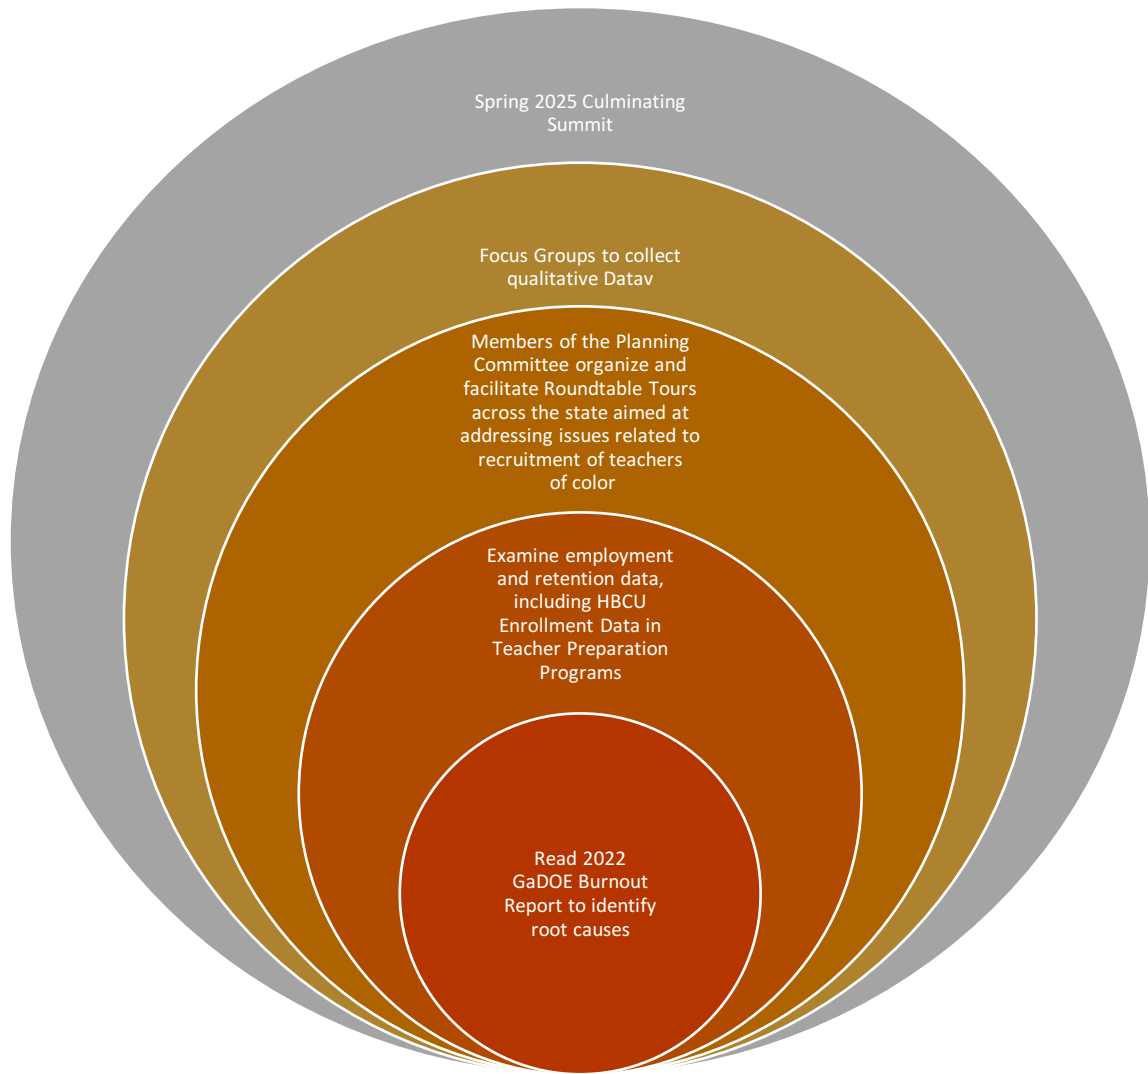 Spring 2025 Culminating
Summit
Focus Groups to collect
qualitative Datav
Members of the Planning
Committee organize and
facilitate Roundtable Tours
across the state aimed at
addressing issues related to
recruitment of teachers
of color
Examine employment
and retention data,
including HBCU
Enrollment Data in
Teacher Preparation
Programs
Read 2022
GaDOE Burnout
Report to identify
root causes